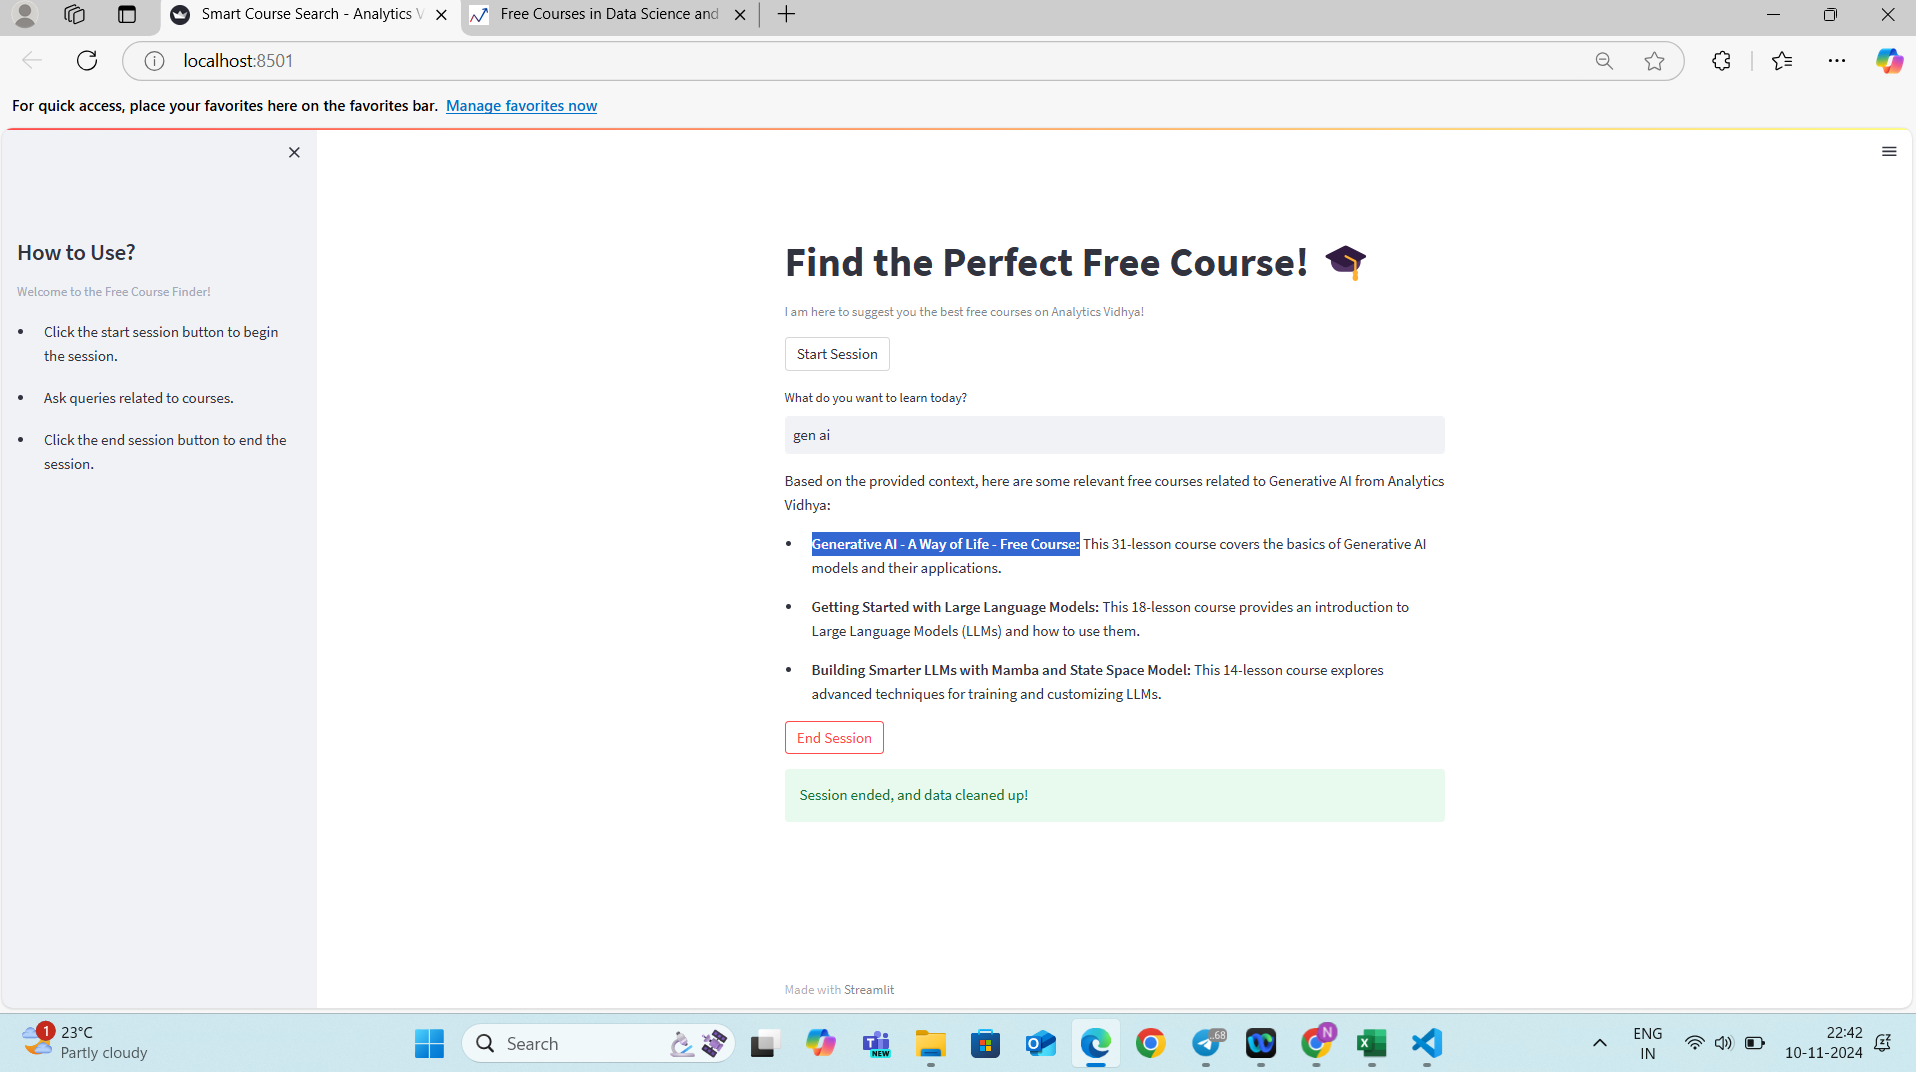 Smart Course Search - Analytics V
Free Courses in Data Science and
localhost:8501
For quick access, place your favorites here on the favorites bar. Manage favorites now
How to Use?
Welcome to the Free Course Finder!
Click the start session button to begin
the session.
Ask queries related to courses.
Click the end session button to end the
session.
Find the Perfect Free Course!
I am here to suggest you the best free courses on Analytics Vidhya!
Start Session
What do you want to learn today?
gen ai
Based on the provided context, here are some relevant free courses related to Generative AI from Analytics
Vidhya:
Generative AI - A Way of Life - Free Course: This 31-lesson course covers the basics of Generative AI
models and their applications.
Getting Started with Large Language Models: This 18-lesson course provides an introduction to
Large Language Models (LLMs) and how to use them.
Building Smarter LLMs with Mamba and State Space Model: This 14-lesson course explores
advanced techniques for training and customizing LLMs.
End Session
Session ended, and data cleaned up!
Made with Streamlit
1
23°C
Partly cloudy
Search
NEW
.68
N
ENG
IN
22:42
10-11-2024